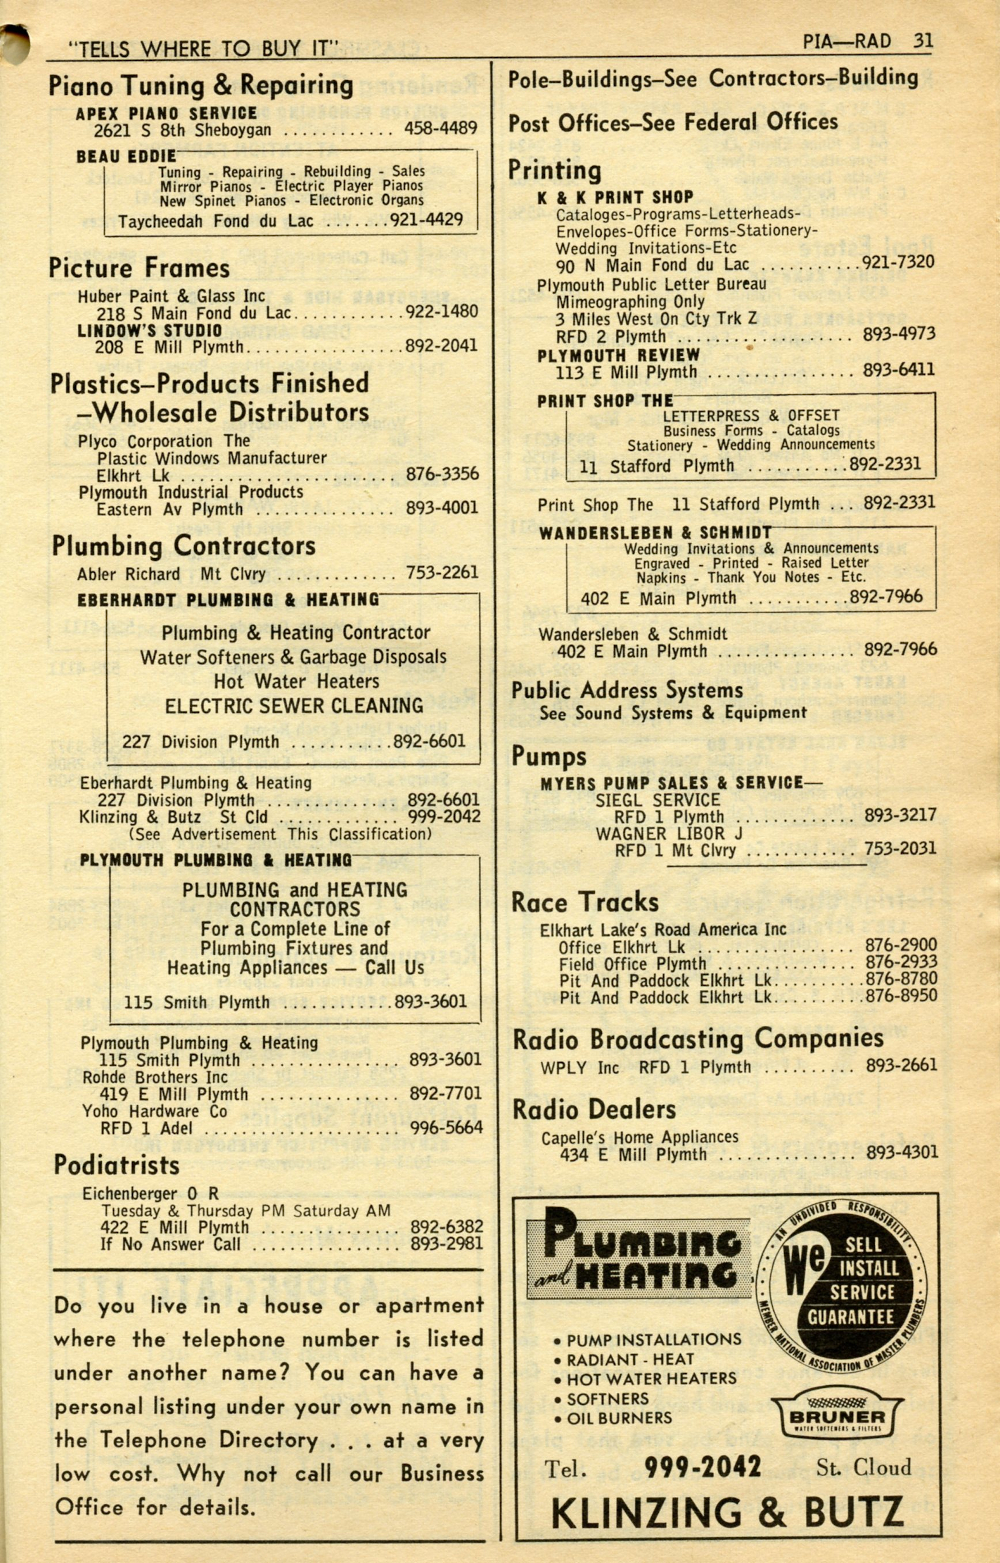 "TELLS WHERE TO BUY IT"
PIA—RAD 31
Piano Tuning & Repairing
APEX PIANO SERVICE
2621 S 8th Sheboygan ............ 458-4489
BEAU EDDIE
Tuning - Repairing - Rebuilding - Sales
Mirror Pianos - Electric Player Pianos
New Spinet Pianos - Electronic Organs
Taycheedah Fond du Lac .......921-4429
Picture Frames
Huber Paint & Glass Inc
218 S Main Fond du Lac............922-1480
LINDOW'S STUDIO
208 E Mill Plymth.................892-2041
Plastics—Products Finished
—Wholesale Distributors
Plyco Corporation The
Plastic Windows Manufacturer
Elkhrt Lk ........................ 876-3356
Plymouth Industrial Products
Eastern Av Plymth ............... 893-4001
Plumbing Contractors
Abler Richard Mt Clvry ............. 753-2261
EBERHARDT PLUMBING & HEATING
Plumbing & Heating Contractor
Water Softeners & Garbage Disposals
Hot Water Heaters
ELECTRIC SEWER CLEANING
227 Division Plymth ...........892-6601
Eberhardt Plumbing & Heating
227 Division Plymth .............. 892-6601
Klinzing & Butz St Cld ............. 999-2042
(See Advertisement This Classification)
PLYMOUTH PLUMBING & HEATING
PLUMBING and HEATING
CONTRACTORS
For a Complete Line of
Plumbing Fixtures and
Heating Appliances — Call Us
115 Smith Plymth ............893-3601
Plymouth Plumbing & Heating
115 Smith Plymth ................ 893-3601
Rohde Brothers Inc
419 E Mill Plymth ................ 892-7701
Yoho Hardware Co
RFD 1 Adel ...................... 996-5664
Podiatrists
Eichenberger O R
Tuesday & Thursday PM Saturday AM
422 E Mill Plymth ................ 892-6382
If No Answer Call ................ 893-2981
Do you live in a house or apartment
where the telephone number is listed
under another name? You can have a
personal listing under your own name in
the Telephone Directory . . . at a very
low cost. Why not call our Business
Office for details.
Pole—Buildings—See Contractors—Building
Post Offices—See Federal Offices
Printing
K & K PRINT SHOP
Cataloges-Programs-Letterheads-
Envelopes-Office Forms-Stationery-
Wedding Invitations-Etc
90 N Main Fond du Lac ...........921-7320
Plymouth Public Letter Bureau
Mimeographing Only
3 Miles West On Cty Trk Z
RFD 2 Plymth .................... 893-4973
PLYMOUTH REVIEW
113 E Mill Plymth ................ 893-6411
PRINT SHOP THE
LETTERPRESS & OFFSET
Business Forms - Catalogs
Stationery - Wedding Announcements
11 Stafford Plymth ...........892-2331
Print Shop The 11 Stafford Plymth ... 892-2331
WANDERSLEBEN & SCHMIDT
Wedding Invitations & Announcements
Engraved - Printed - Raised Letter
Napkins - Thank You Notes - Etc.
402 E Main Plymth ...........892-7966
Wandersleben & Schmidt
402 E Main Plymth ............... 892-7966
Public Address Systems
See Sound Systems & Equipment
Pumps
MYERS PUMP SALES & SERVICE—
SIEGL SERVICE
RFD 1 Plymth ............. 893-3217
WAGNER LIBOR J
RFD 1 Mt Clvry ............ 753-2031
Race Tracks
Elkhart Lake's Road America Inc
Office Elkhrt Lk .................. 876-2900
Field Office Plymth ............... 876-2933
Pit And Paddock Elkhrt Lk..........876-8780
Pit And Paddock Elkhrt Lk..........876-8950
Radio Broadcasting Companies
WPLY Inc RFD 1 Plymth .......... 893-2661
Radio Dealers
Capelle's Home Appliances
434 E Mill Plymth ............... 893-4301
PLUMBING
and HEATING
AN UNDIVIDED RESPONSIBILITY
We
SELL
INSTALL
SERVICE
GUARANTEE
MEMBER NATIONAL ASSOCIATION OF MASTER PLUMBERS
• PUMP INSTALLATIONS
• RADIANT - HEAT
• HOT WATER HEATERS
• SOFTNERS
• OIL BURNERS
BRUNER
WATER SOFTENERS & FILTERS
Tel. 999-2042 St. Cloud
KLINZING & BUTZ